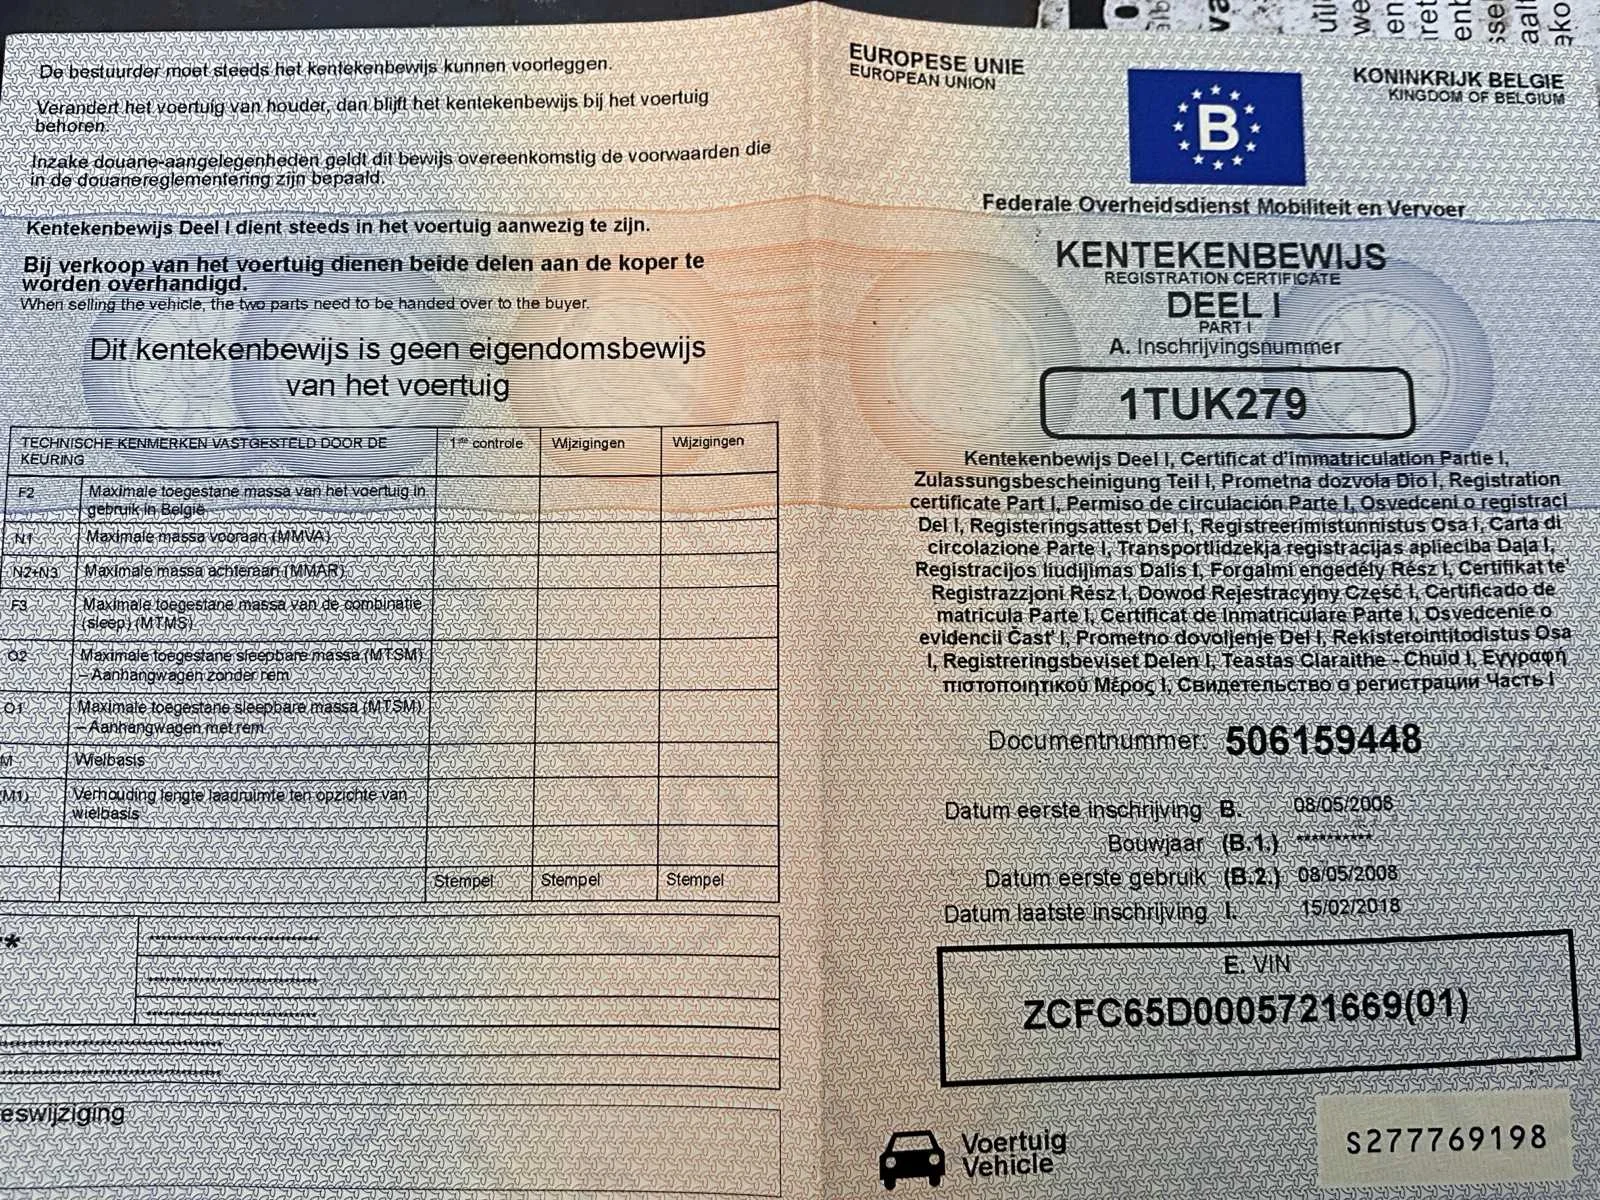 De bestuurder moet steeds het kentekenbewijs kunnen voorleggen.
Verandert het voertuig van houder, dan blijft het kentekenbewijs bij het voertuig
behoren.
Inzake douane-aangelegenheden geldt dit bewijs overeenkomstig de voorwaarden die
in de douanereglementering zijn bepaald.
Kentekenbewijs Deel I dient steeds in het voertuig aanwezig te zijn.
Bij verkoop van het voertuig dienen beide delen aan de koper te
worden overhandigd.
When selling the vehicle, the two parts need to be handed over to the buyer.
Dit kentekenbewijs is geen eigendomsbewijs
van het voertuig
TECHNISCHE KENMERKEN VASTGESTELD DOOR DE
KEURING
1ste controle
Wijzigingen
Wijzigingen
F2 Maximale toegestane massa van het voertuig in
gebruik in België
N1 Maximale massa vooraan (MMVA)
N2+N3 Maximale massa achteraan (MMAR)
F3 Maximale toegestane massa van de combinatie
(sleep) (MTMS)
O2 Maximale toegestane sleepbare massa (MTSM)
– Aanhangwagen zonder rem
O1 Maximale toegestane sleepbare massa (MTSM)
– Aanhangwagen met rem
M Wielbasis
(M1) Verhouding lengte laadruimte ten opzichte van
wielbasis
Stempel Stempel Stempel
eswijziging
EUROPESE UNIE
EUROPEAN UNION
B
KONINKRIJK BELGIE
KINGDOM OF BELGIUM
Federale Overheidsdienst Mobiliteit en Vervoer
KENTEKENBEWIJS
REGISTRATION CERTIFICATE
DEEL I
PART I
A. Inschrijvingsnummer
1TUK279
Kentekenbewijs Deel I, Certificat d'immatriculation Partie I,
Zulassungsbescheinigung Teil I, Prometna dozvola Dio I, Registration
certificate Part I, Permiso de circulación Parte I, Osvedceni o registraci
Del I, Registeringsattest Del I, Registreerimistunnistus Osa I, Carta di
circolazione Parte I, Transportlidzekja registracijas aplieciba Daļa I,
Registracijos liudijimas Dalis I, Forgalmi engedély Rész I, Certifikat te'
Registrazzjoni Rész I, Dowod Rejestracyjny Część I, Certificado de
matricula Parte I, Certificat de Inmatriculare Parte I, Osvedcenie o
evidencii Časť I, Prometno dovoljenje Del I, Rekisterointitodistus Osa
I, Registreringsbeviset Delen I, Teastas Claraithe - Chuid I, Εγγραφή
πιστοποιητικού Μέρος I, Свидетельство о регистрации Часть I
Documentnummer: 506159448
Datum eerste inschrijving B. 08/05/2008
Bouwjaar (B.1.) **********
Datum eerste gebruik (B.2.) 08/05/2008
Datum laatste inschrijving I. 15/02/2018
E. VIN
ZCFC65D0005721669(01)
Voertuig
Vehicle
S277769198